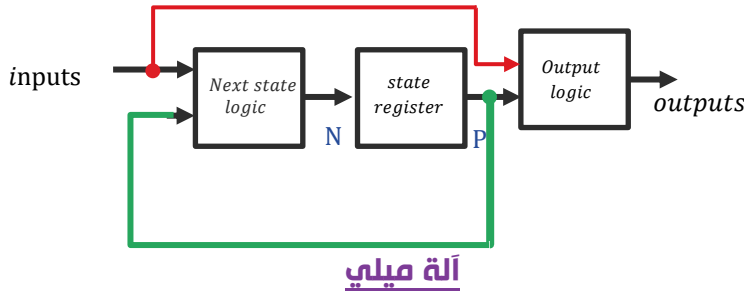 inputs
Next state
logic
N
state
register
P
Output
logic
outputs
آلة ميلي